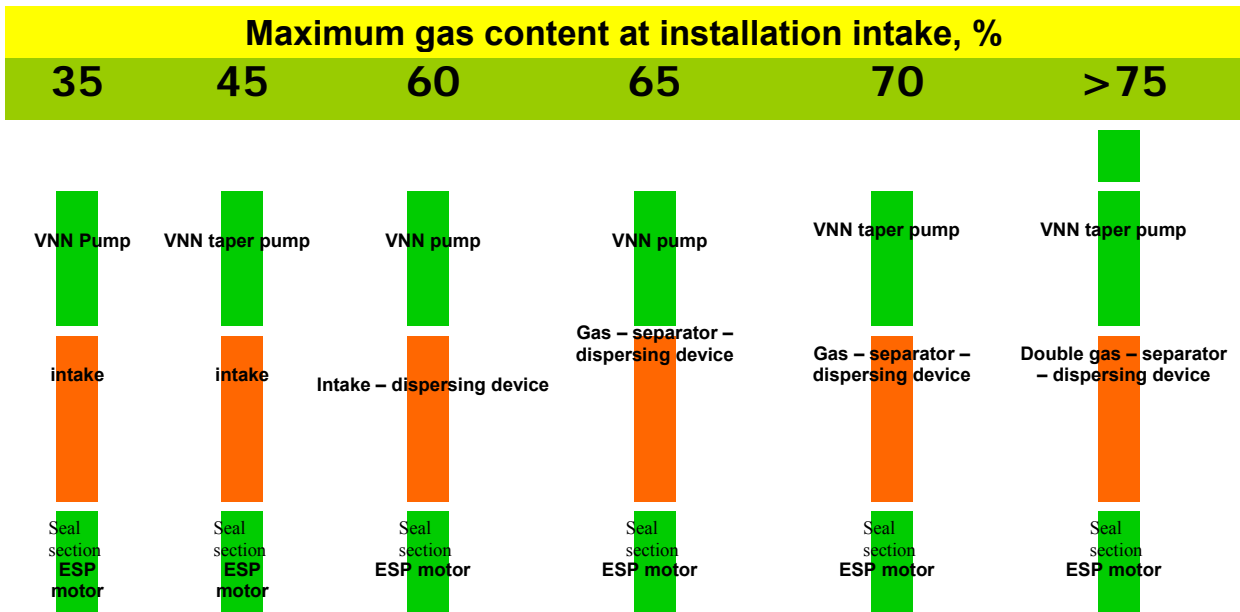 Maximum gas content at installation intake, %
35 45 60 65 70 >75
VNN Pump
VNN taper pump
VNN pump
VNN pump
VNN taper pump
VNN taper pump
intake
intake
Intake – dispersing device
Gas – separator –
dispersing device
Gas – separator –
dispersing device
Double gas – separator
– dispersing device
Seal
section
ESP
motor
Seal
section
ESP
motor
Seal
section
ESP motor
Seal
section
ESP motor
Seal
section
ESP motor
Seal
section
ESP motor